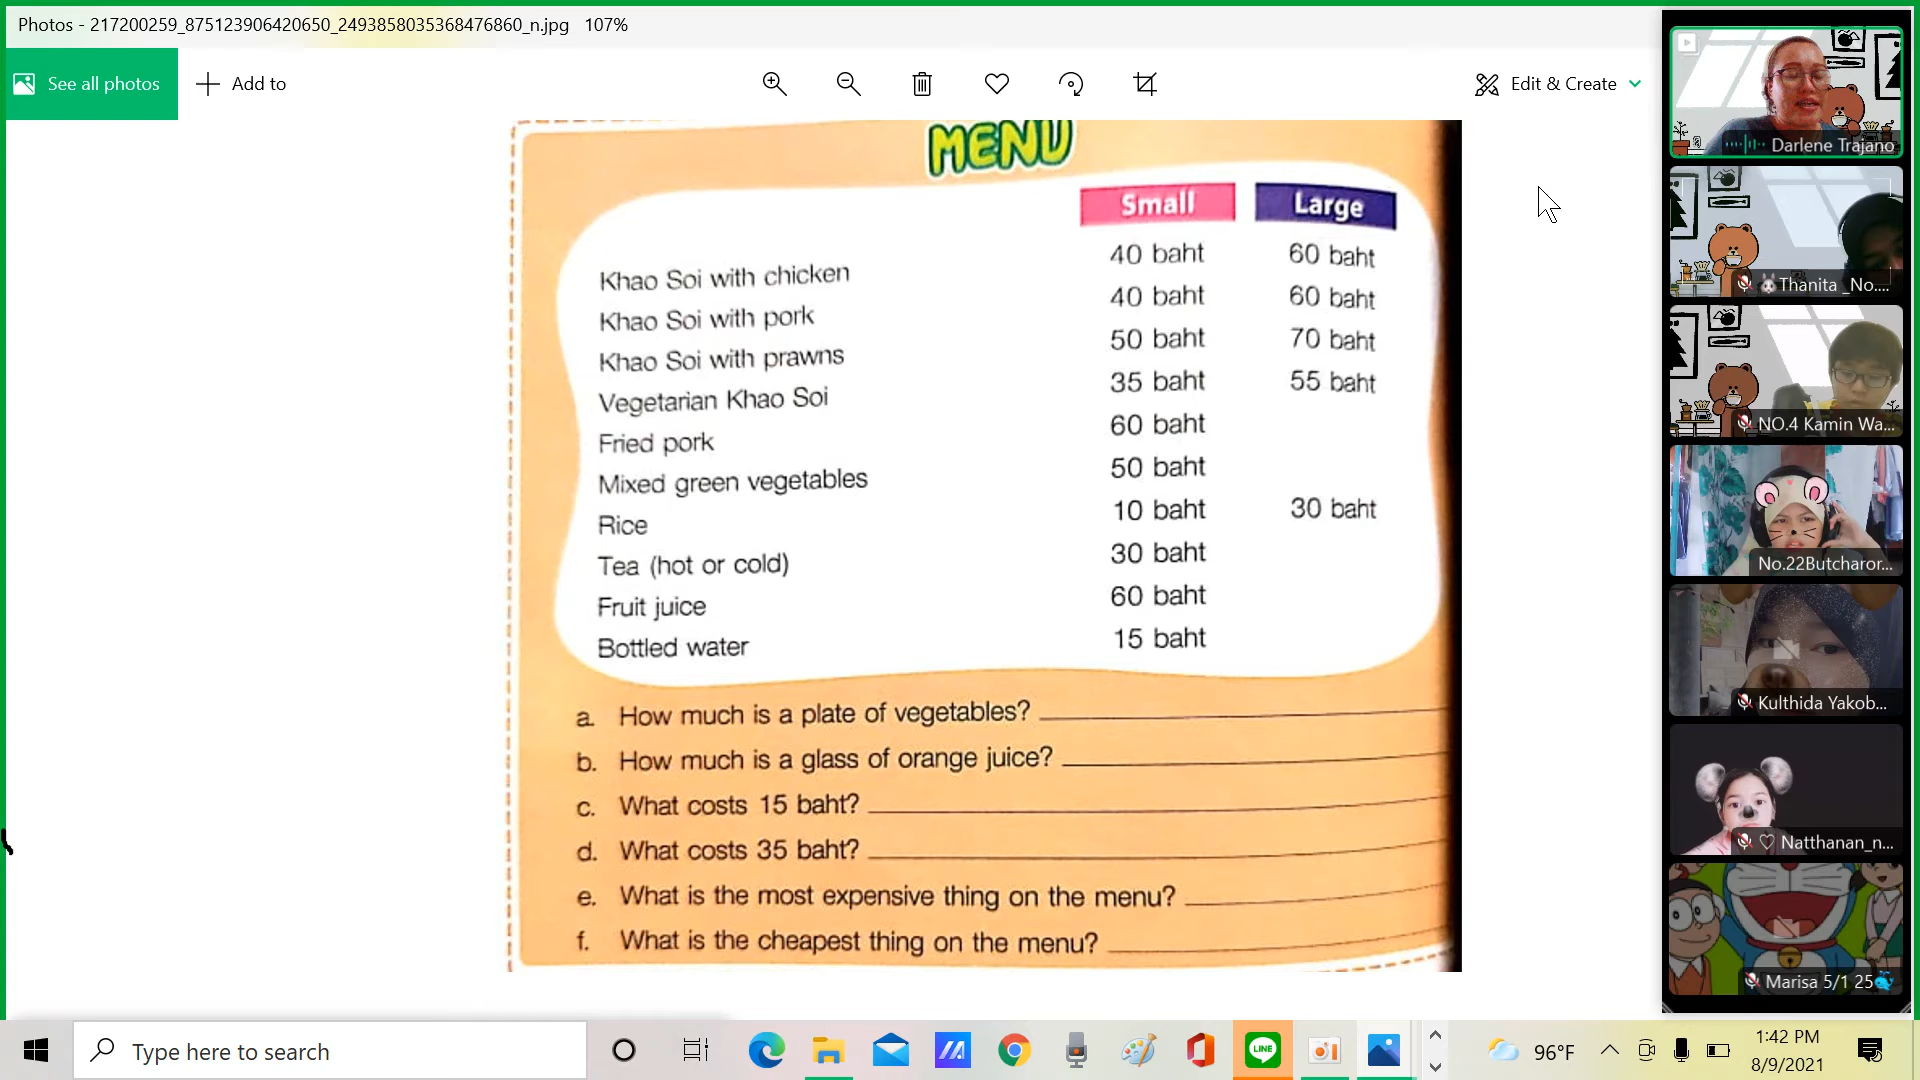 Photos - 217200259_875123906420650_2493858035368476860_n.jpg 107%
See all photos
Add to
Edit & Create
MENU
Small Large
Khao Soi with chicken 40 baht 60 baht
Khao Soi with pork 40 baht 60 baht
Khao Soi with prawns 50 baht 70 baht
Vegetarian Khao Soi 35 baht 55 baht
Fried pork 60 baht
Mixed green vegetables 50 baht
Rice 10 baht 30 baht
Tea (hot or cold) 30 baht
Fruit juice 60 baht
Bottled water 15 baht
a. How much is a plate of vegetables?
b. How much is a glass of orange juice?
c. What costs 15 baht?
d. What costs 35 baht?
e. What is the most expensive thing on the menu?
f. What is the cheapest thing on the menu?
Darlene Trajano
Thanita _No....
NO.4 Kamin Wa...
No.22Butcharor...
Kulthida Yakob...
♡ Natthanan_n...
Marisa 5/1 25
Type here to search
LINE
96°F
1:42 PM
8/9/2021